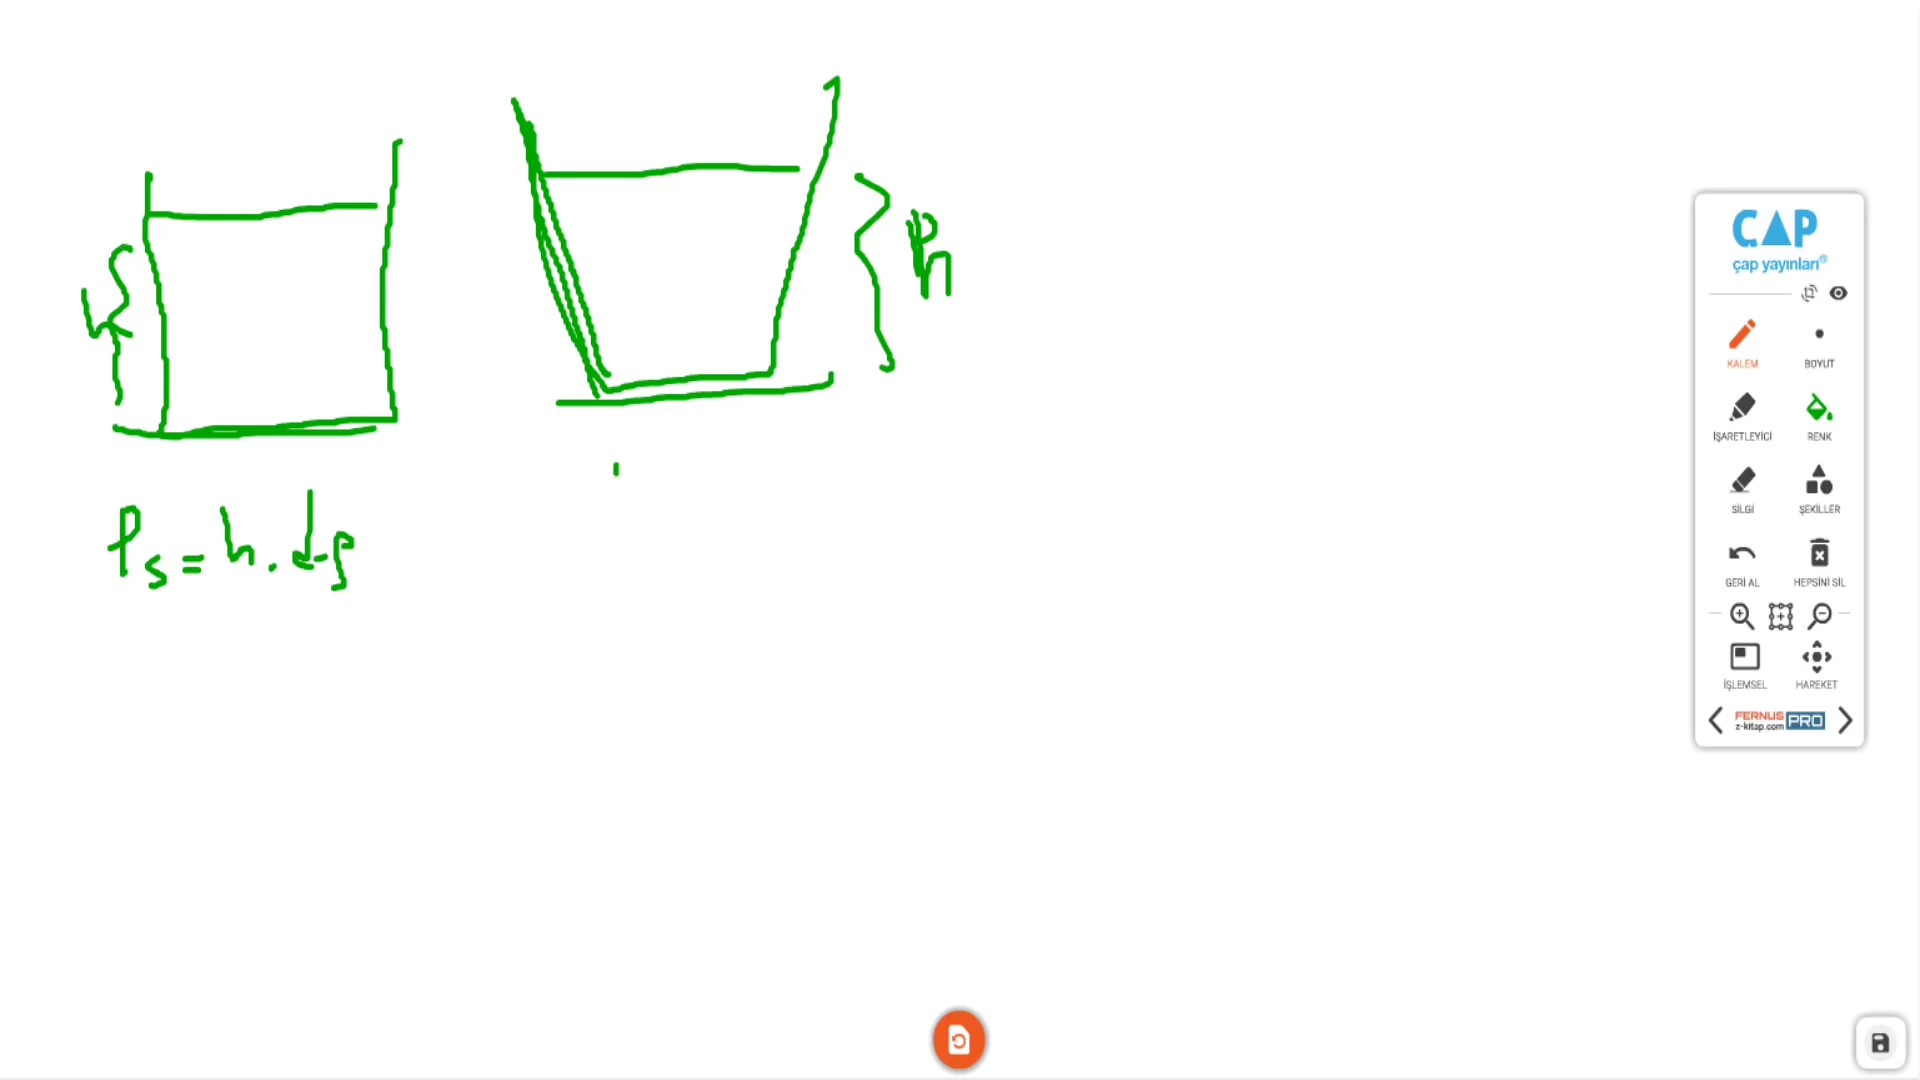 h
h
Ps = h . d . g
ÇAP
çap yayınları®
KALEM
BOYUT
İŞARETLEYİCİ
RENK
SİLGİ
ŞEKİLLER
GERİ AL
HEPSİNİ SİL
İŞLEMSEL
HAREKET
FERNUS
z-kitap.com PRO